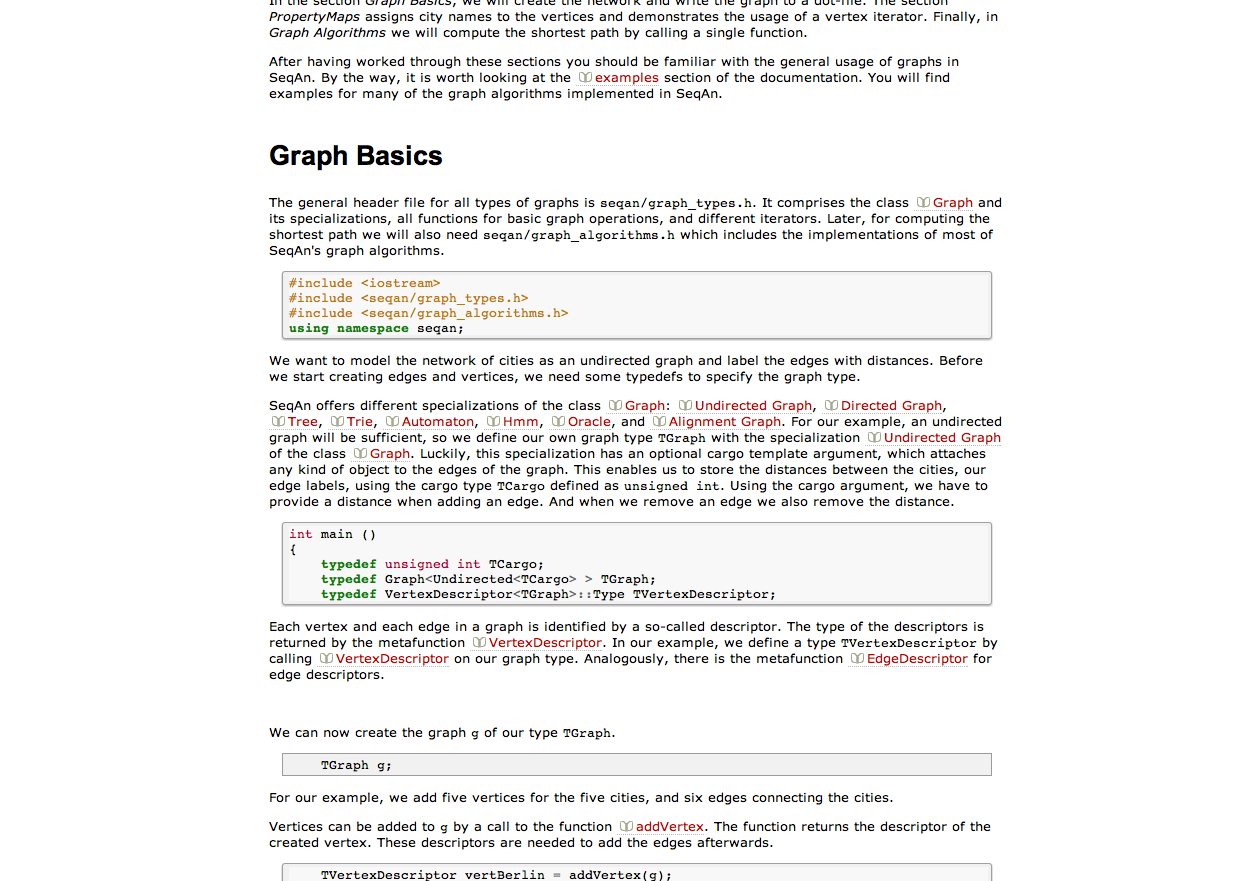 In the section Graph Basics, we will create the network and write the graph to a dot-file. The section
PropertyMaps assigns city names to the vertices and demonstrates the usage of a vertex iterator. Finally, in
Graph Algorithms we will compute the shortest path by calling a single function.
After having worked through these sections you should be familiar with the general usage of graphs in
SeqAn. By the way, it is worth looking at the examples section of the documentation. You will find
examples for many of the graph algorithms implemented in SeqAn.
Graph Basics
The general header file for all types of graphs is seqan/graph_types.h. It comprises the class Graph and
its specializations, all functions for basic graph operations, and different iterators. Later, for computing the
shortest path we will also need seqan/graph_algorithms.h which includes the implementations of most of
SeqAn's graph algorithms.
#include <iostream>
#include <seqan/graph_types.h>
#include <seqan/graph_algorithms.h>
using namespace seqan;
We want to model the network of cities as an undirected graph and label the edges with distances. Before
we start creating edges and vertices, we need some typedefs to specify the graph type.
SeqAn offers different specializations of the class Graph: Undirected Graph, Directed Graph,
Tree, Trie, Automaton, Hmm, Oracle, and Alignment Graph. For our example, an undirected
graph will be sufficient, so we define our own graph type TGraph with the specialization Undirected Graph
of the class Graph. Luckily, this specialization has an optional cargo template argument, which attaches
any kind of object to the edges of the graph. This enables us to store the distances between the cities, our
edge labels, using the cargo type TCargo defined as unsigned int. Using the cargo argument, we have to
provide a distance when adding an edge. And when we remove an edge we also remove the distance.
int main ()
{
typedef unsigned int TCargo;
typedef Graph<Undirected<TCargo> > TGraph;
typedef VertexDescriptor<TGraph>::Type TVertexDescriptor;
Each vertex and each edge in a graph is identified by a so-called descriptor. The type of the descriptors is
returned by the metafunction VertexDescriptor. In our example, we define a type TVertexDescriptor by
calling VertexDescriptor on our graph type. Analogously, there is the metafunction EdgeDescriptor for
edge descriptors.
We can now create the graph g of our type TGraph.
TGraph g;
For our example, we add five vertices for the five cities, and six edges connecting the cities.
Vertices can be added to g by a call to the function addVertex. The function returns the descriptor of the
created vertex. These descriptors are needed to add the edges afterwards.
TVertexDescriptor vertBerlin = addVertex(g);